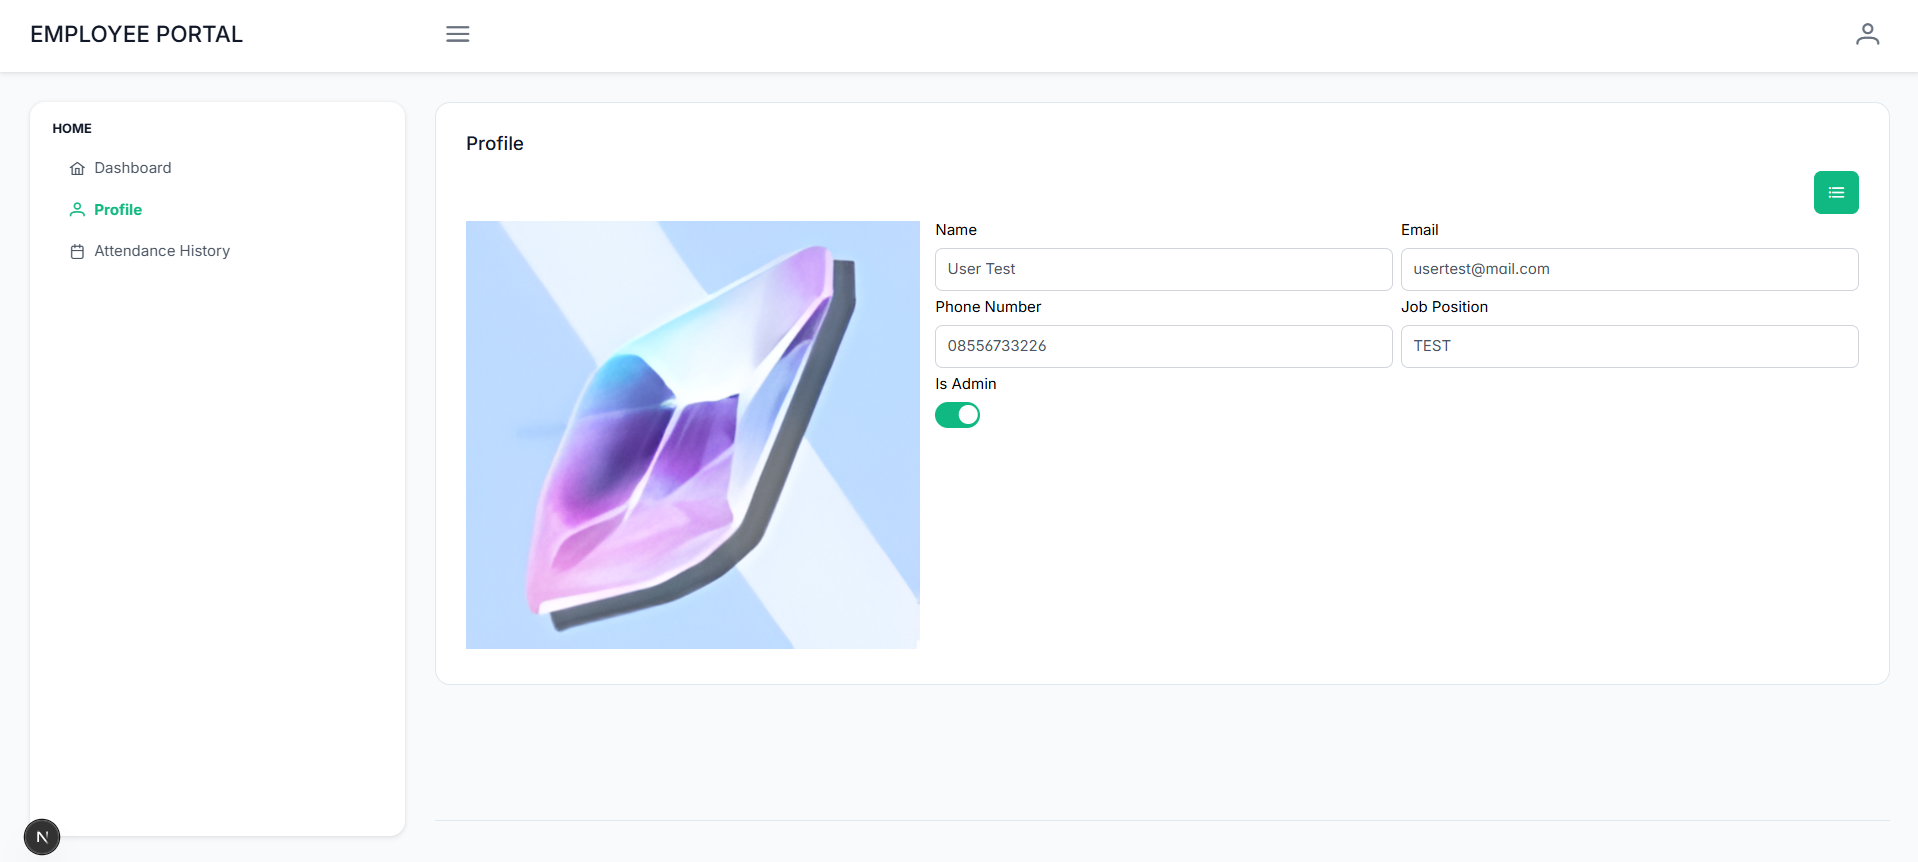 EMPLOYEE PORTAL
HOME
Dashboard
Profile
Attendance History
Profile
Name
Email
User Test
usertest@mail.com
Phone Number
Job Position
08556733226
TEST
Is Admin
N